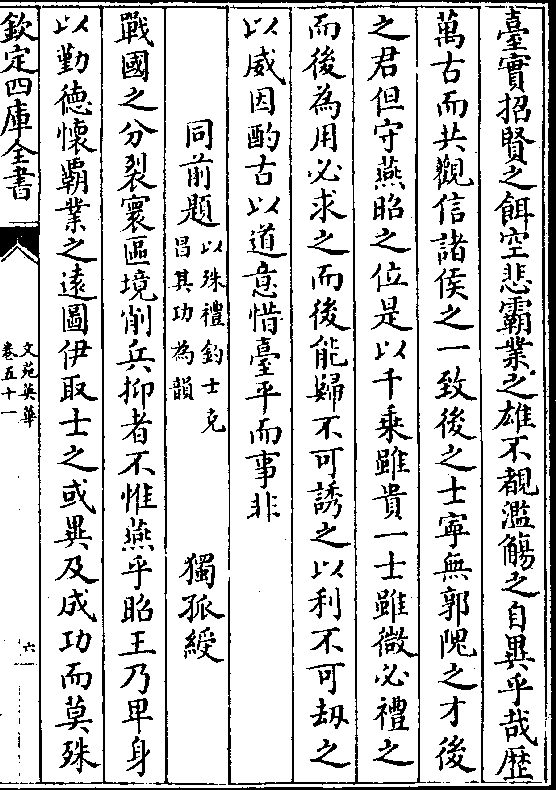 臺實招賢之餌空悲霸業之雄不覩濫觴之自異乎哉歴
萬古而共觀信諸侯之一致後之士寜無郭隗之才後
之君但守燕昭之位是以千乗雖貴一士雖微必禮之
而後為用必求之而後能歸不可誘之以利不可刼之
以威因酌古以道意惜臺平而事非
同前題
以殊禮釣士克
昌其功為韻
獨孤綬
戰國之分裂寰區境削兵抑者不惟燕乎昭王乃卑身
以勤德懐霸業之逺圖伊取士之或異及成功而莫殊
欽定四庫全書
文苑英華
卷五十一
六